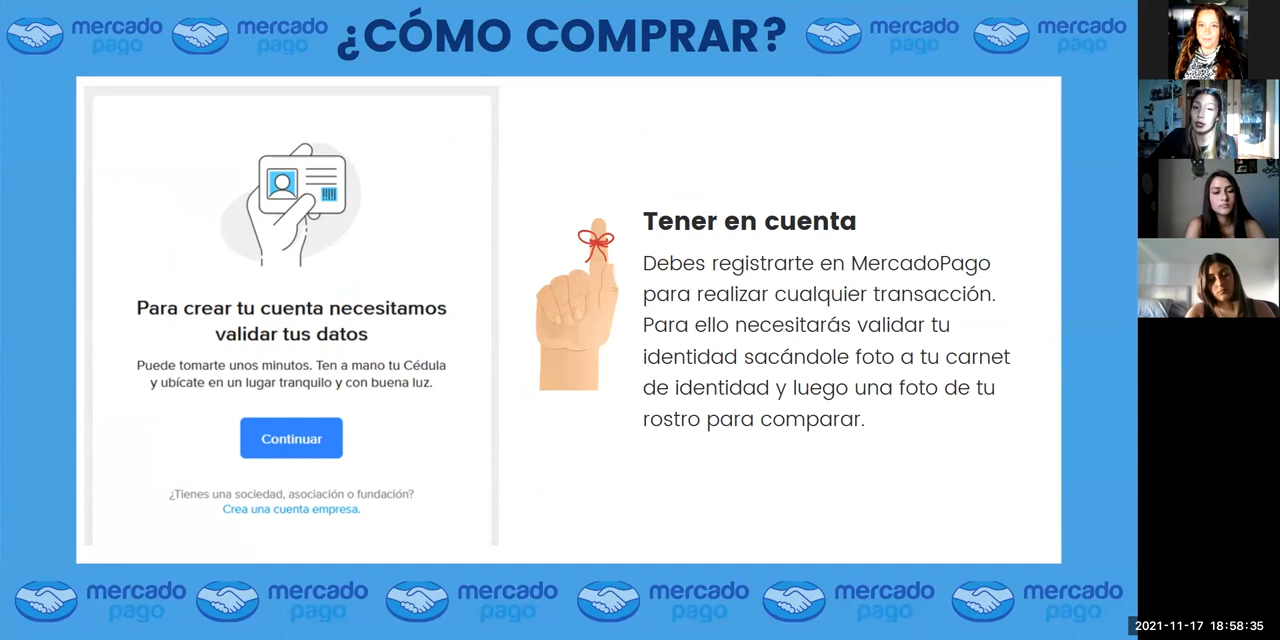 mercado pago
mercado pago
¿CÓMO COMPRAR?
mercado pago
mercado pago
Para crear tu cuenta necesitamos
validar tus datos
Puede tomarte unos minutos. Ten a mano tu Cédula
y ubícate en un lugar tranquilo y con buena luz.
Continuar
¿Tienes una sociedad, asociación o fundación?
Crea una cuenta empresa.
Tener en cuenta
Debes registrarte en MercadoPago
para realizar cualquier transacción.
Para ello necesitarás validar tu
identidad sacándole foto a tu carnet
de identidad y luego una foto de tu
rostro para comparar.
mercado pago
mercado pago
mercado pago
mercado pago
mercado pago
mercado pago
2021-11-17 18:58:35